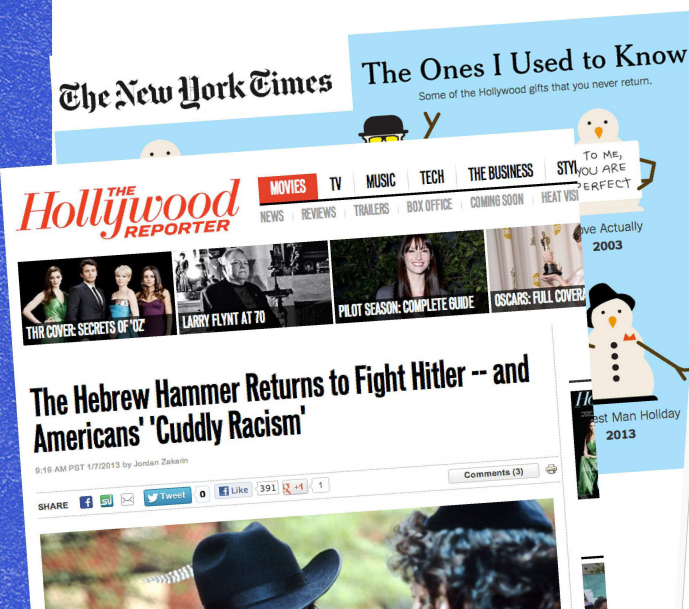 The New York Times
The Ones I Used to Know
Some of the Hollywood gifts that you never return.
TO ME,
YOU ARE
PERFECT
Actually
2003
Man Holiday
2013
THE
Hollywood
REPORTER
MOVIES TV MUSIC TECH THE BUSINESS
NEWS REVIEWS TRAILERS BOX OFFICE COMING SOON HEAT
THR COVER: SECRETS OF 'OZ'
LARRY FLYNT AT 70
PILOT SEASON: COMPLETE GUIDE
OSCARS: FULL
The Hebrew Hammer Returns to Fight Hitler -- and
Americans' 'Cuddly Racism'
9:19 AM PST 1/7/2013 by Jordan Zakarin
SHARE f Tweet 0 f Like 391 +1 1
Comments (3)